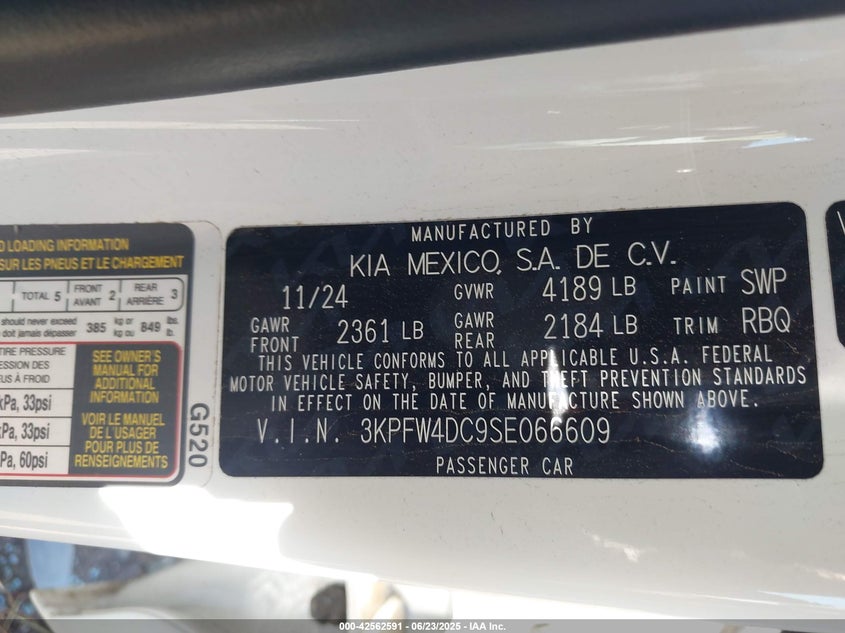 D LOADING INFORMATION
SUR LES PNEUS ET LE CHARGEMENT
TOTAL 5 FRONT AVANT 2 REAR ARRIÈRE 3
should never exceed 385 kg or 849 lbs.
doit jamais dépasser kg ou lb.
TIRE PRESSURE
ESSION DES
EUS À FROID
kPa, 33psi
kPa, 33psi
Pa, 60psi
SEE OWNER'S
MANUAL FOR
ADDITIONAL
INFORMATION
VOIR LE MANUEL
DE L'USAGER
POUR PLUS DE
RENSEIGNEMENTS
G520
MANUFACTURED BY
KIA MEXICO, S.A. DE C.V.
11/24 GVWR 4189 LB PAINT SWP
GAWR FRONT 2361 LB GAWR REAR 2184 LB TRIM RBQ
THIS VEHICLE CONFORMS TO ALL APPLICABLE U.S.A. FEDERAL
MOTOR VEHICLE SAFETY, BUMPER, AND THEFT PREVENTION STANDARDS
IN EFFECT ON THE DATE OF MANUFACTURE SHOWN ABOVE.
V.I.N. 3KPFW4DC9SE066609
PASSENGER CAR
000-42562591 - 06/23/2025 - IAA Inc.